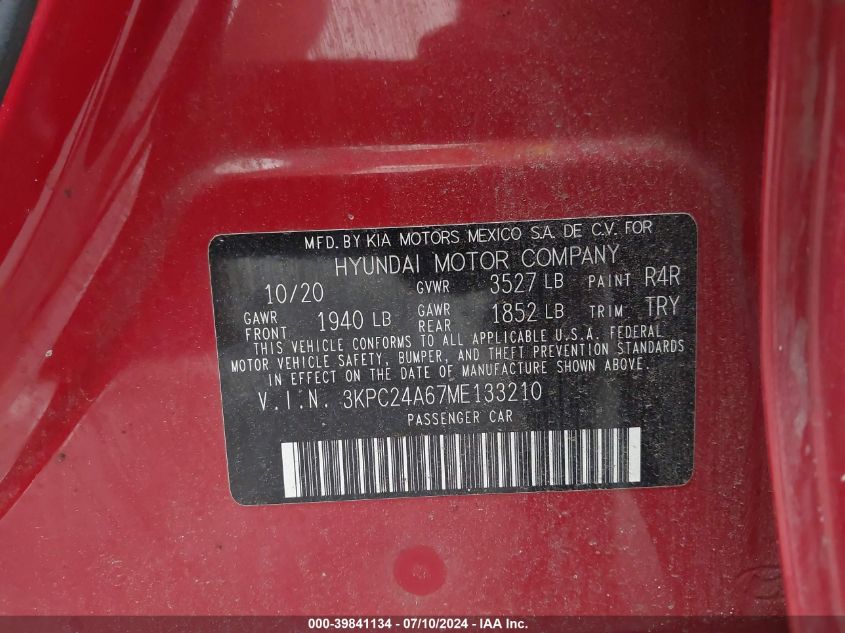 MFD. BY KIA MOTORS MEXICO S.A. DE C.V. FOR
HYUNDAI MOTOR COMPANY
10/20 GVWR 3527 LB PAINT R4R
GAWR FRONT 1940 LB GAWR REAR 1852 LB TRIM TRY
THIS VEHICLE CONFORMS TO ALL APPLICABLE U.S.A. FEDERAL
MOTOR VEHICLE SAFETY, BUMPER, AND THEFT PREVENTION STANDARDS
IN EFFECT ON THE DATE OF MANUFACTURE SHOWN ABOVE.
V.I.N. 3KPC24A67ME133210
PASSENGER CAR
000-39841134 - 07/10/2024 - IAA Inc.